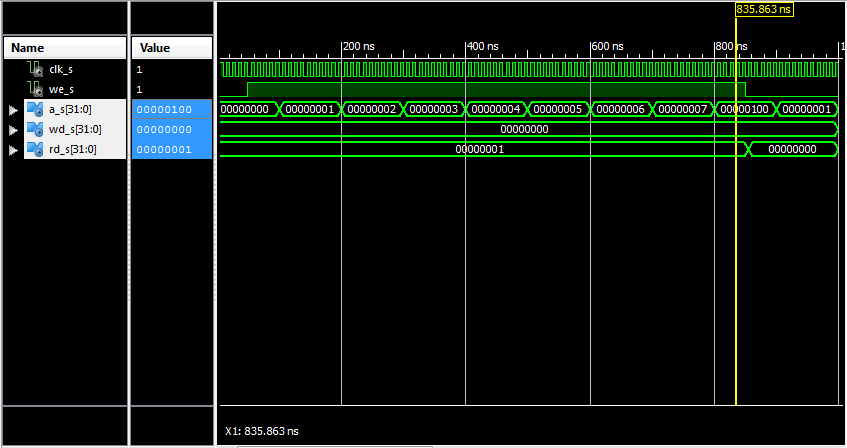 835.863 ns
Name Value 200 ns 400 ns 600 ns 800 ns 1
clk_s 1
we_s 1
a_s[31:0] 00000100 00000000 00000001 00000002 00000003 00000004 00000005 00000006 00000007 00000100 00000001
wd_s[31:0] 00000000 00000000
rd_s[31:0] 00000001 00000001 00000000
X1: 835.863 ns